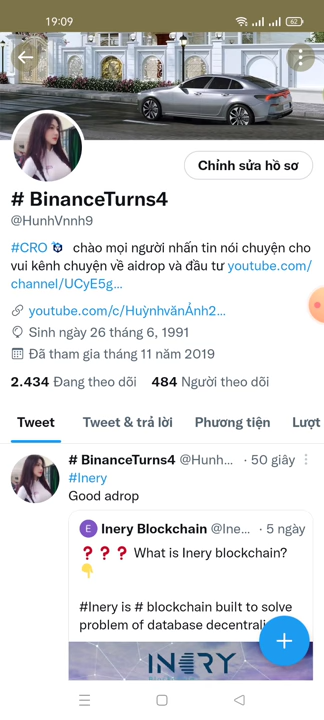 19:09
62
Chỉnh sửa hồ sơ
# BinanceTurns4
@HunhVnnh9
#CRO chào mọi người nhấn tin nói chuyện cho
vui kênh chuyện về aidrop và đầu tư youtube.com/
channel/UCyE5g...
youtube.com/c/HuỳnhvănẢnh2...
Sinh ngày 26 tháng 6, 1991
Đã tham gia tháng 11 năm 2019
2.434 Đang theo dõi 484 Người theo dõi
Tweet Tweet & trả lời Phương tiện Lượt
# BinanceTurns4 @Hunh... · 50 giây
#Inery
Good adrop
E Inery Blockchain @Ine... · 5 ngày
❓❓❓ What is Inery blockchain?
👇
#Inery is # blockchain built to solve
problem of database decentrali
INERY